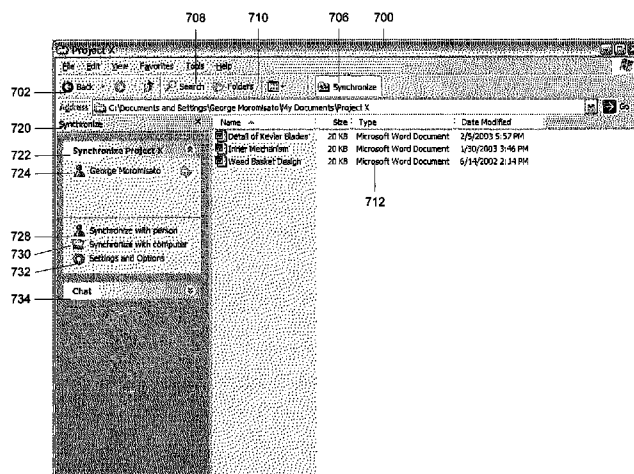 708 710 706 700
Project X
File Edit View Favorites Tools Help
702
Back Search Folders Synchronize
Address C:\Documents and Settings\George Moromisato\My Documents\Project X Go
720
Synchronize x Name Size Type Date Modified
Detail of Kevler Blades 20 KB Microsoft Word Document 2/5/2003 5:57 PM
722 Synchronize Project X Inner Mechanism 20 KB Microsoft Word Document 1/30/2003 3:46 PM
724 George Moromisato Weed Basket Design 20 KB Microsoft Word Document 6/14/2002 2:14 PM
712
728 Synchronize with person
730 Synchronize with computer
732 Settings and Options
734 Chat